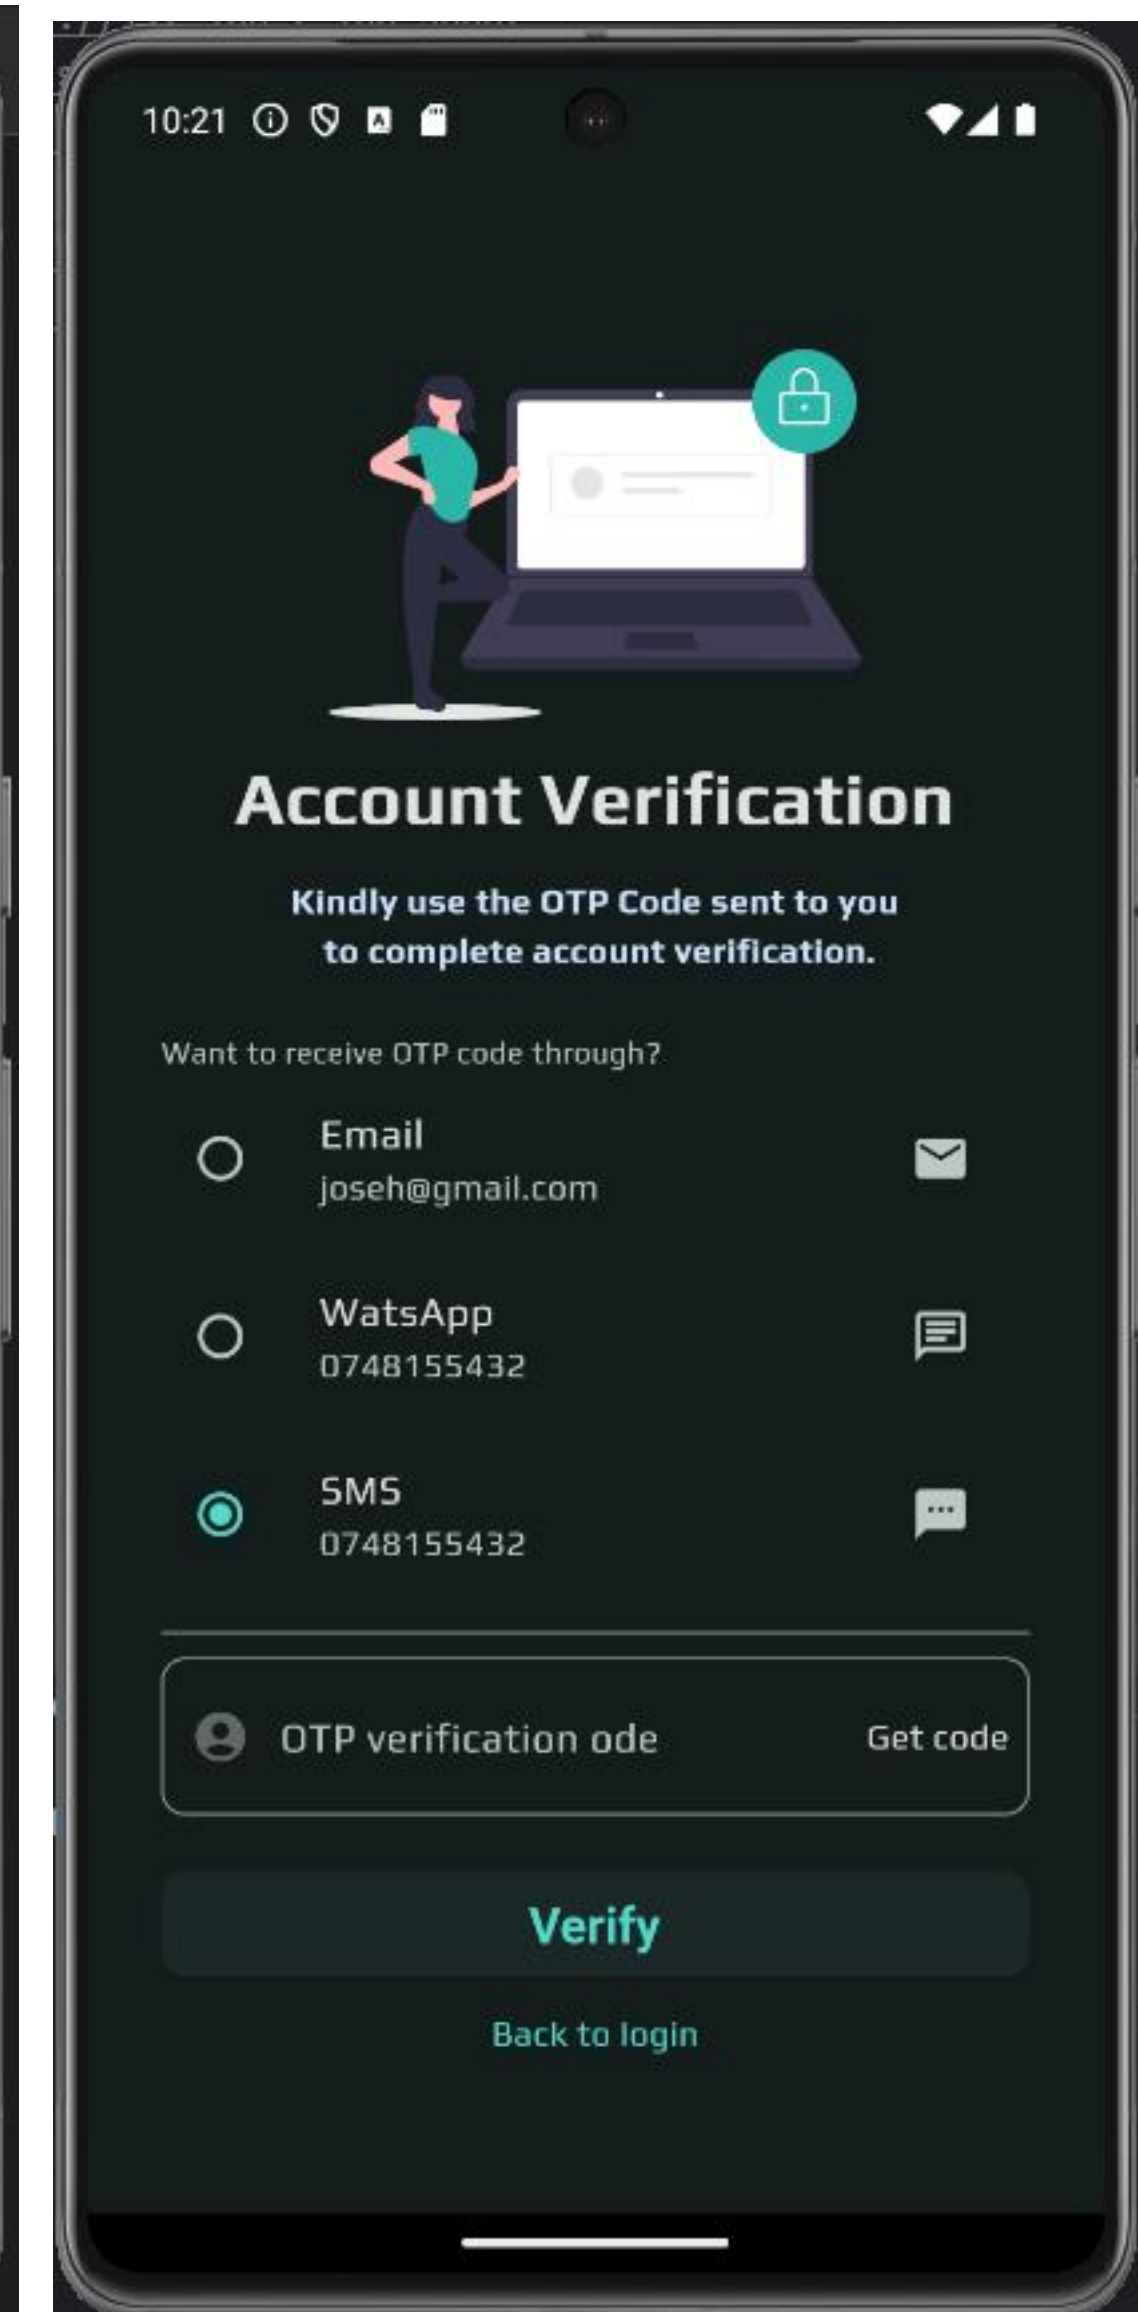 10:21
Account Verification
Kindly use the OTP Code sent to you
to complete account verification.
Want to receive OTP code through?
Email
joseh@gmail.com
WatsApp
0748155432
SMS
0748155432
OTP verification ode Get code
Verify
Back to login